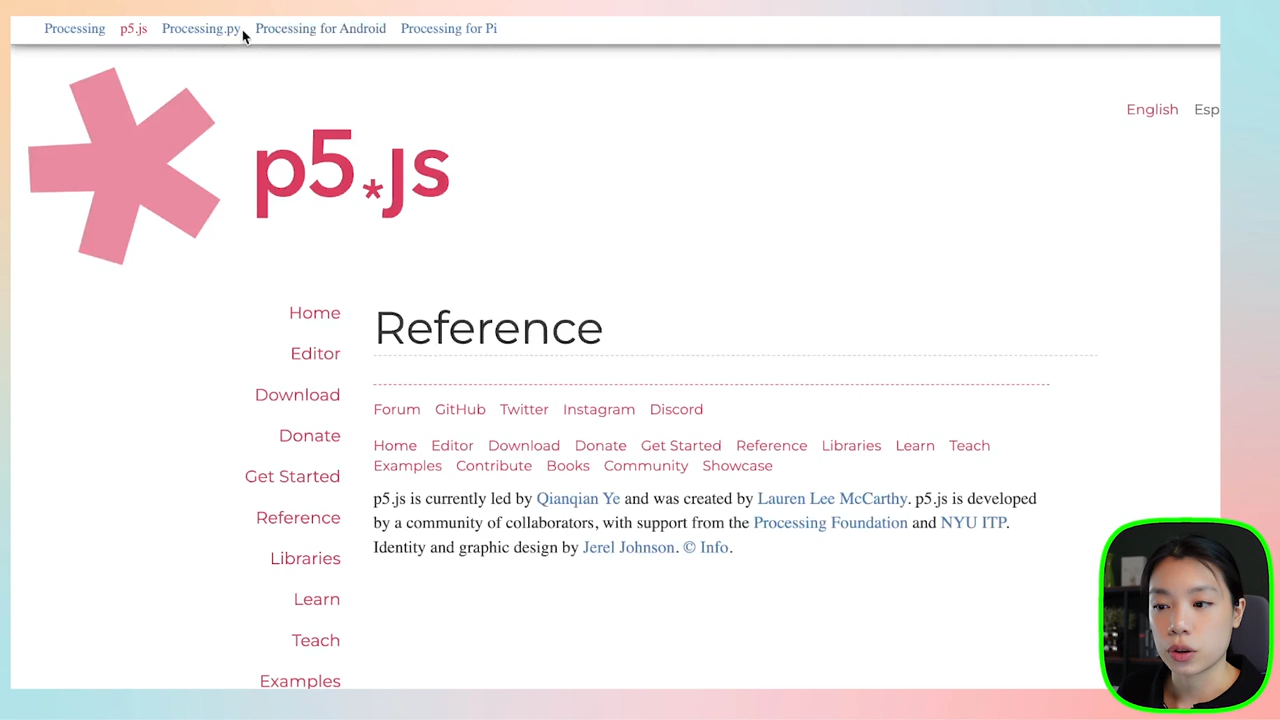 Processing p5.js Processing.py Processing for Android Processing for Pi
English Esp
p5.js
Home
Editor
Download
Donate
Get Started
Reference
Libraries
Learn
Teach
Examples
Reference
Forum GitHub Twitter Instagram Discord
Home Editor Download Donate Get Started Reference Libraries Learn Teach
Examples Contribute Books Community Showcase
p5.js is currently led by Qianqian Ye and was created by Lauren Lee McCarthy. p5.js is developed
by a community of collaborators, with support from the Processing Foundation and NYU ITP.
Identity and graphic design by Jerel Johnson. © Info.